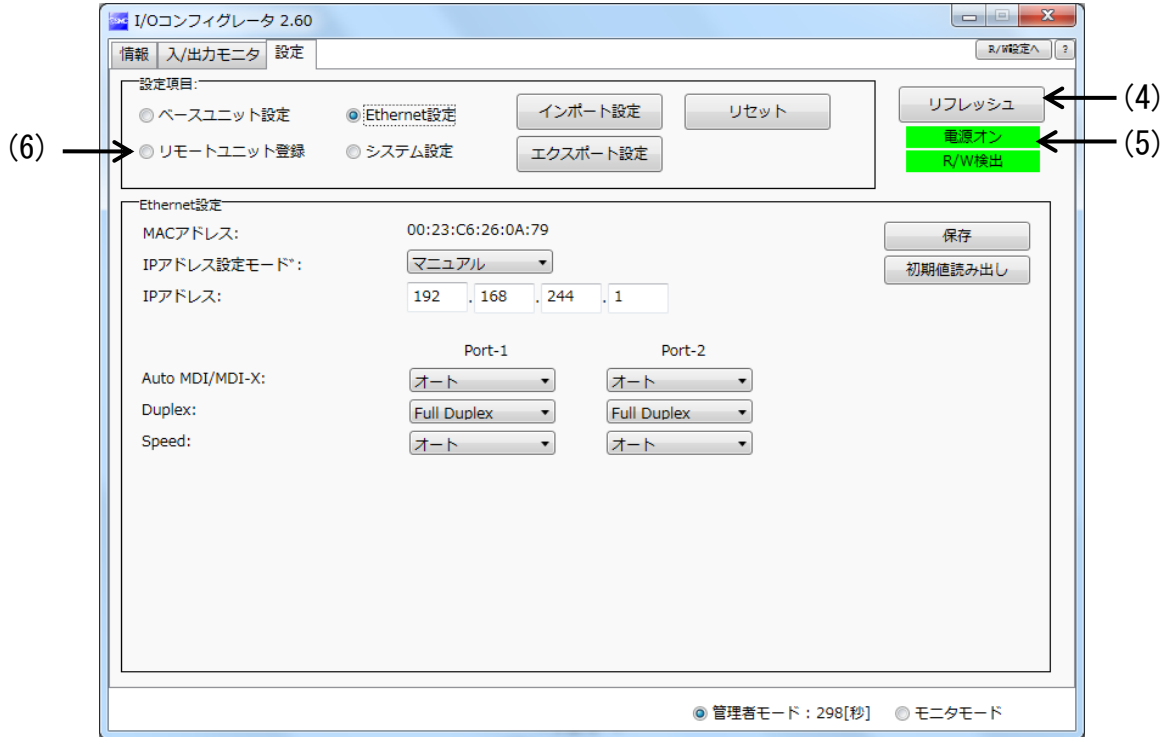 I/Oコンフィグレータ 2.60
情報 入/出力モニタ 設定 R/W設定へ ?
設定項目:
ベースユニット設定 Ethernet設定 インポート設定 リセット リフレッシュ (4)
(6) リモートユニット登録 システム設定 エクスポート設定 電源オン (5)
R/W検出
Ethernet設定
MACアドレス: 00:23:C6:26:0A:79 保存
IPアドレス設定モード゛: マニュアル 初期値読み出し
IPアドレス: 192 . 168 . 244 . 1
Port-1 Port-2
Auto MDI/MDI-X: オート オート
Duplex: Full Duplex Full Duplex
Speed: オート オート
管理者モード：298[秒] モニタモード